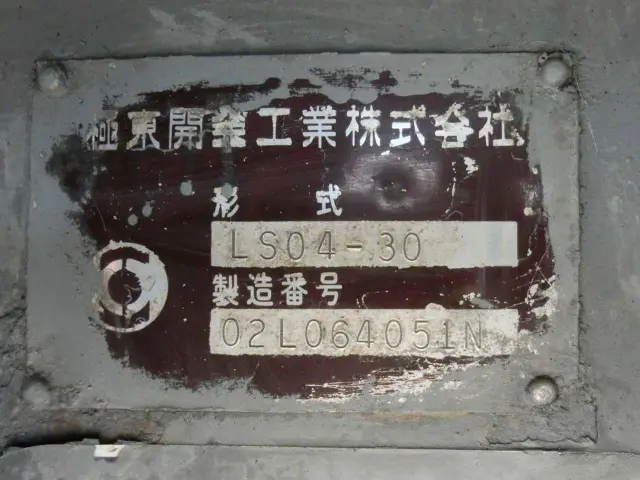 極東開発工業株式会社
形 式
LS04-30
製造番号
02L064051N